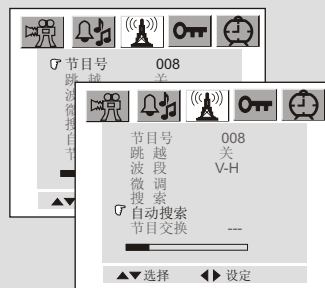 节目号 008
跳 越 关
波
微
搜
自
节
节目号 008
跳 越 关
波 段 V-H
微 调
搜 索
自动搜索
节目交换 ---
▲▼选择 ◀▶ 设定